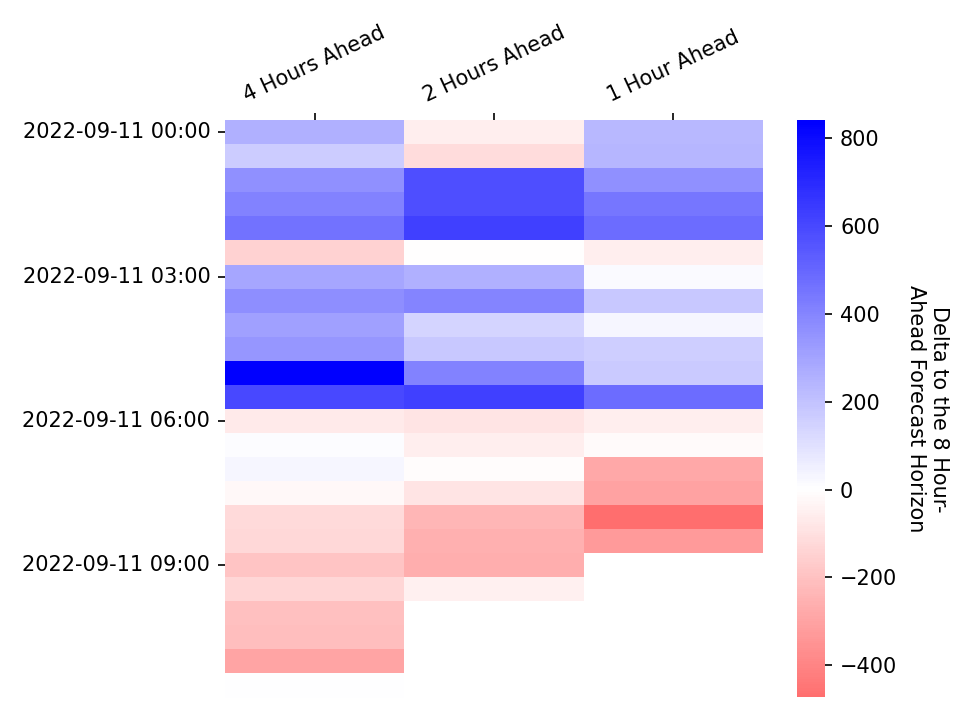 4 Hours Ahead
2 Hours Ahead
1 Hour Ahead
2022-09-11 00:00
2022-09-11 03:00
2022-09-11 06:00
2022-09-11 09:00
800
600
400
200
0
−200
−400
Delta to the 8 Hour-
Ahead Forecast Horizon